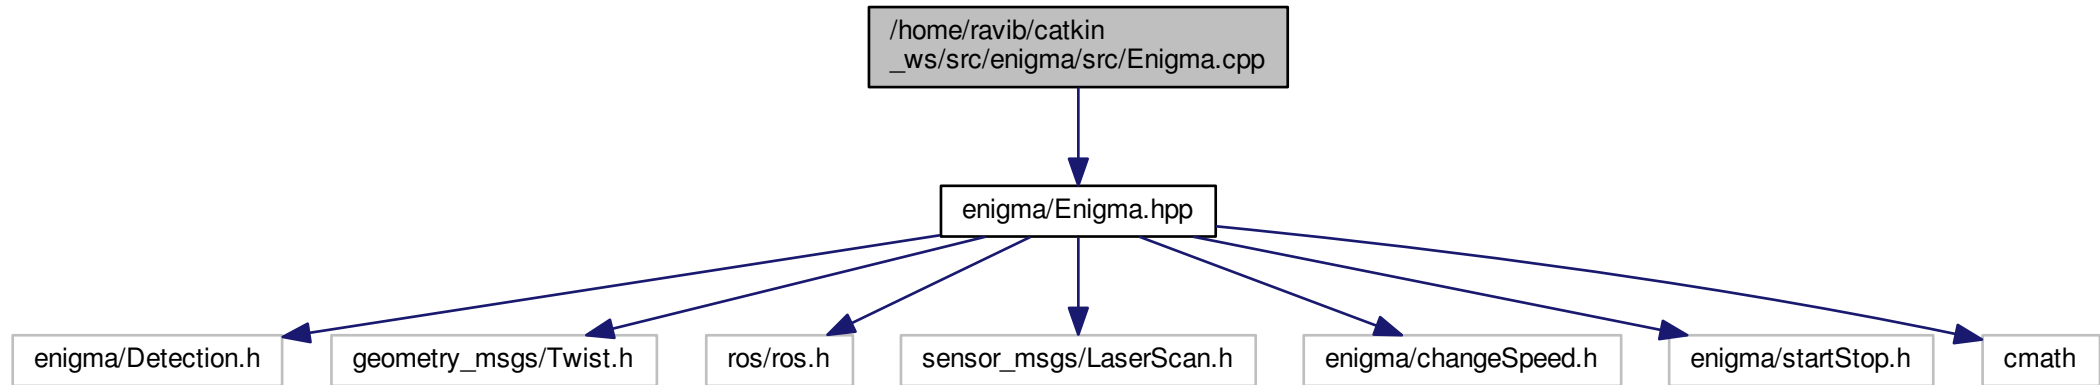 /home/ravib/catkin
_ws/src/enigma/src/Enigma.cpp
enigma/Enigma.hpp
enigma/Detection.h
geometry_msgs/Twist.h
ros/ros.h
sensor_msgs/LaserScan.h
enigma/changeSpeed.h
enigma/startStop.h
cmath